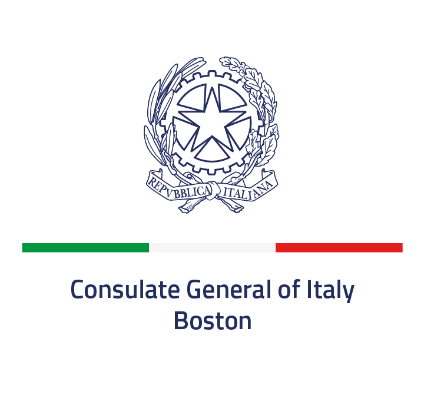 REPVBBLICA ITALIANA
Consulate General of Italy
Boston